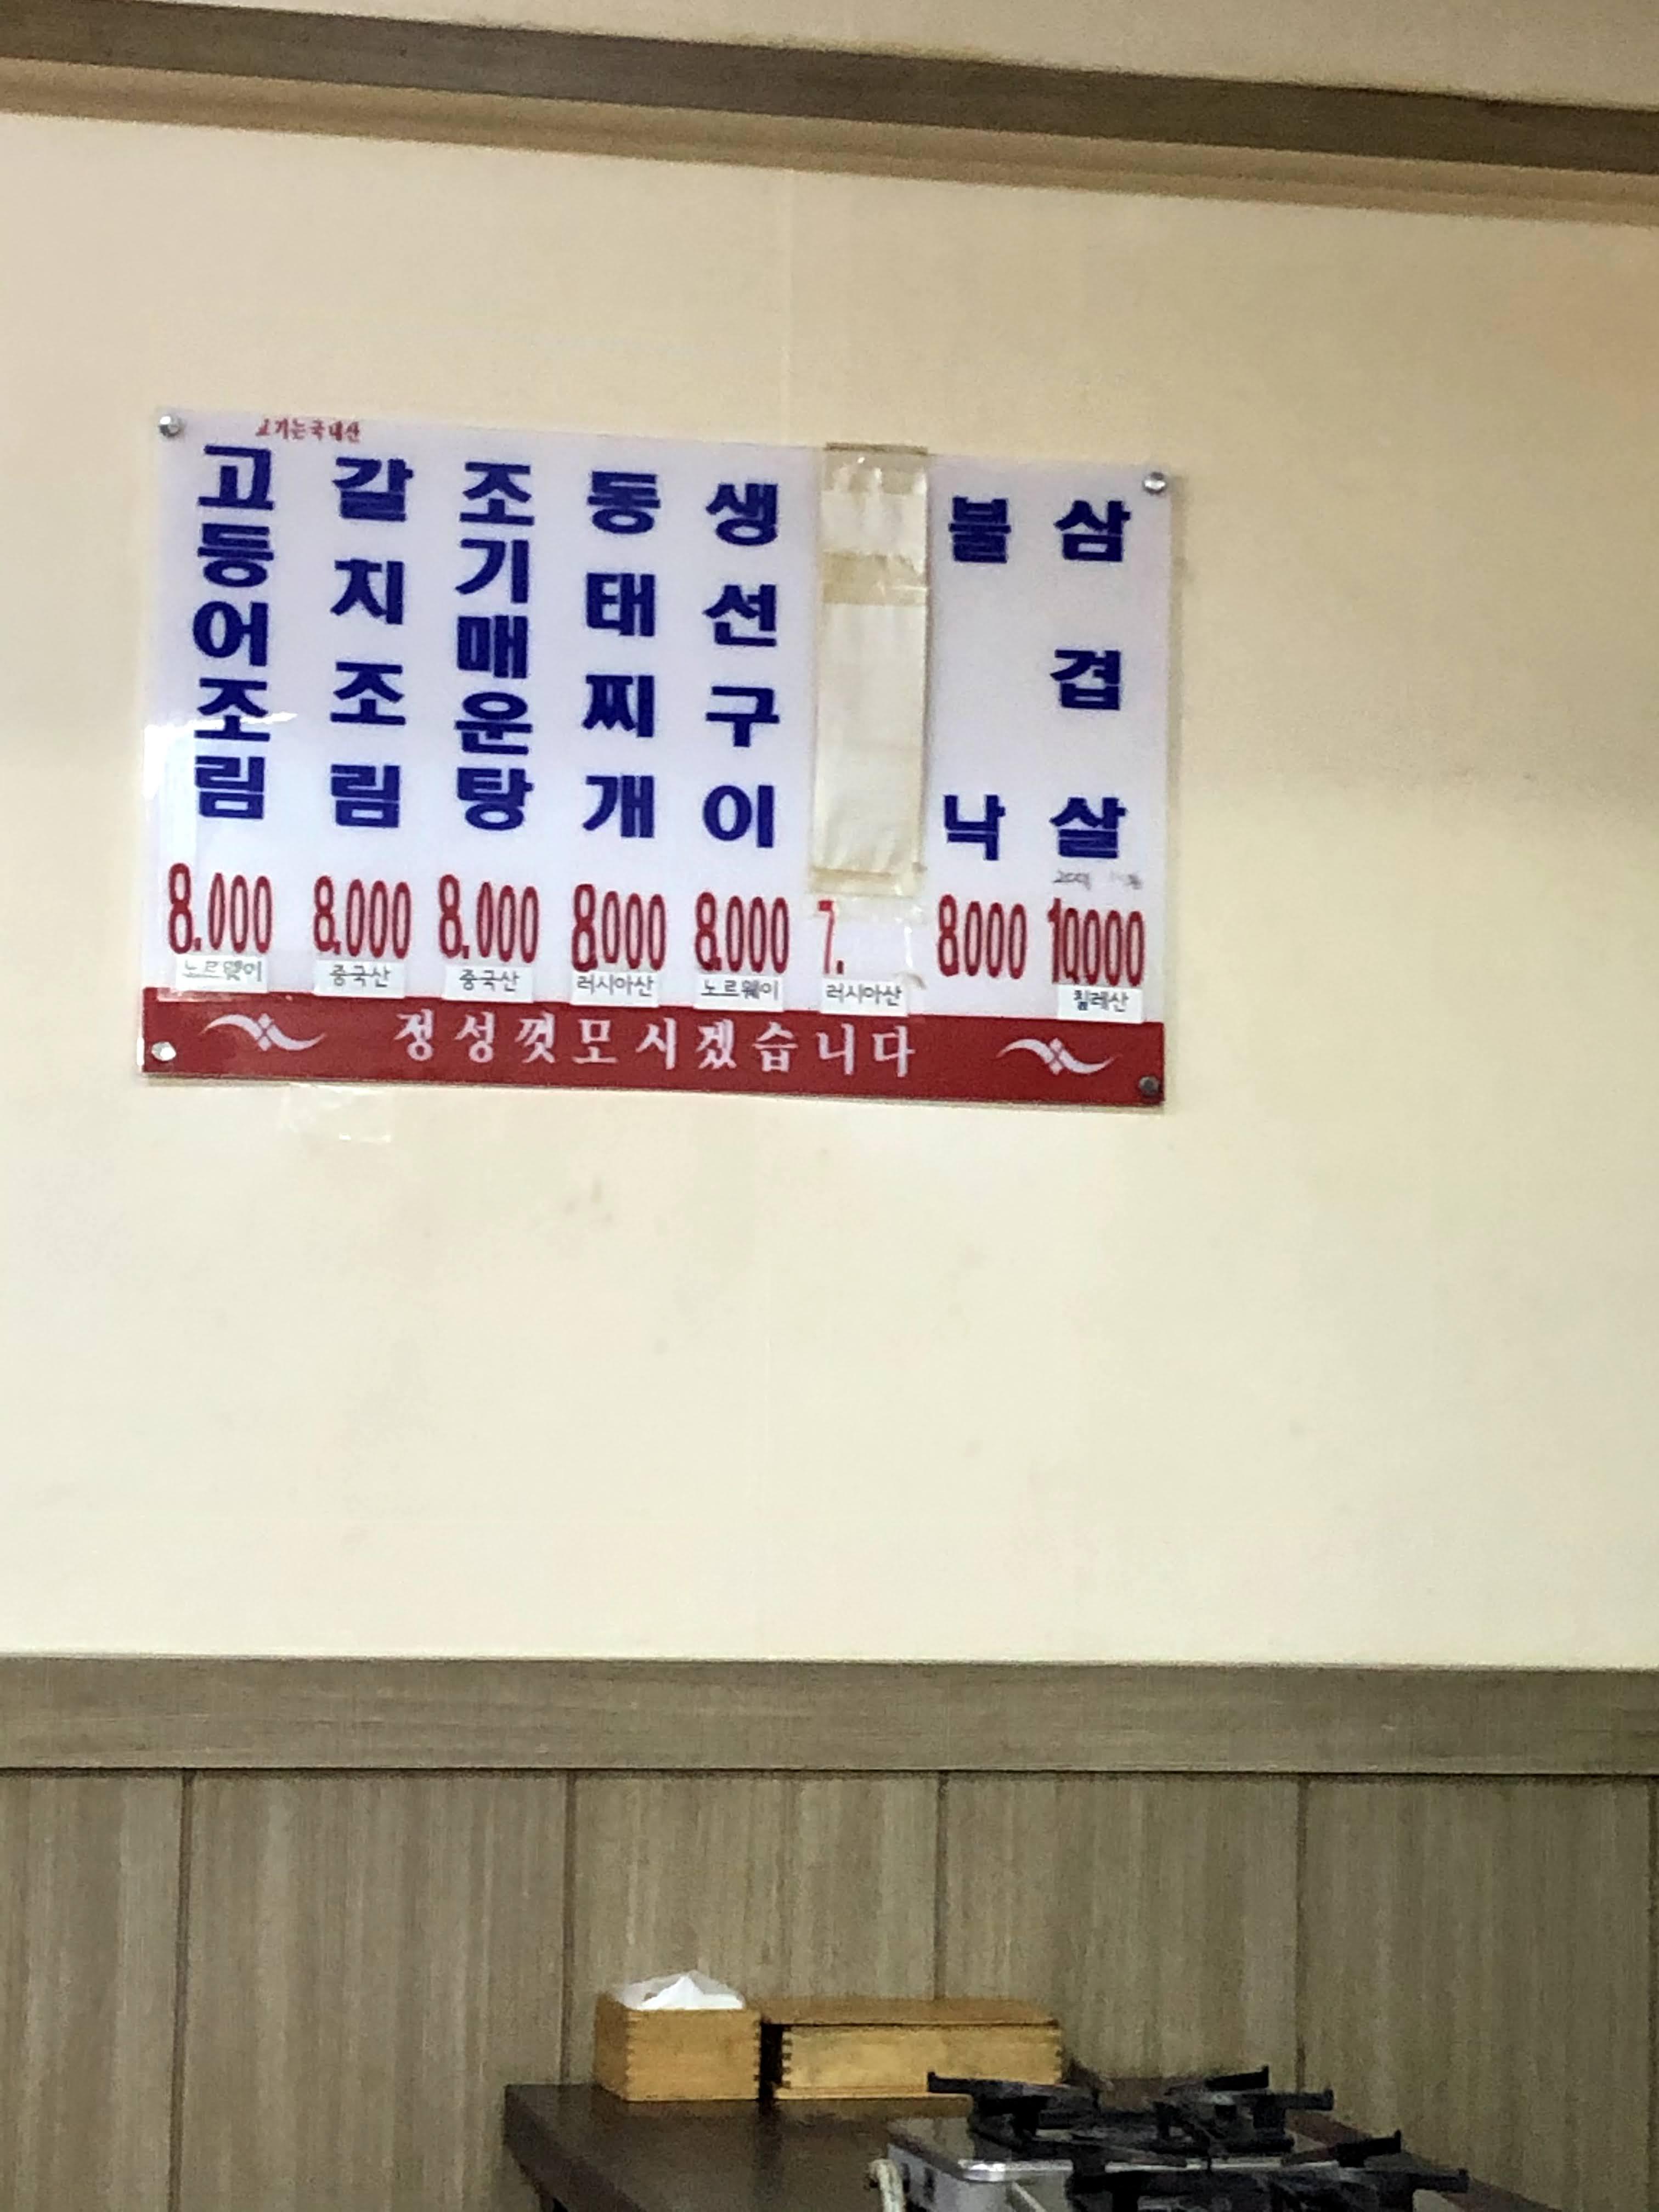 고기는국내산
고등어조림
8.000
노르웻이
갈치조림
8.000
중국산
조기매운탕
8.000
중국산
동태찌개
8000
러시아산
생선구이
8.000
노르웨이
7.
러시아산
불낙
8000
삼겹살
10000
칠레산
정성껏모시겠습니다